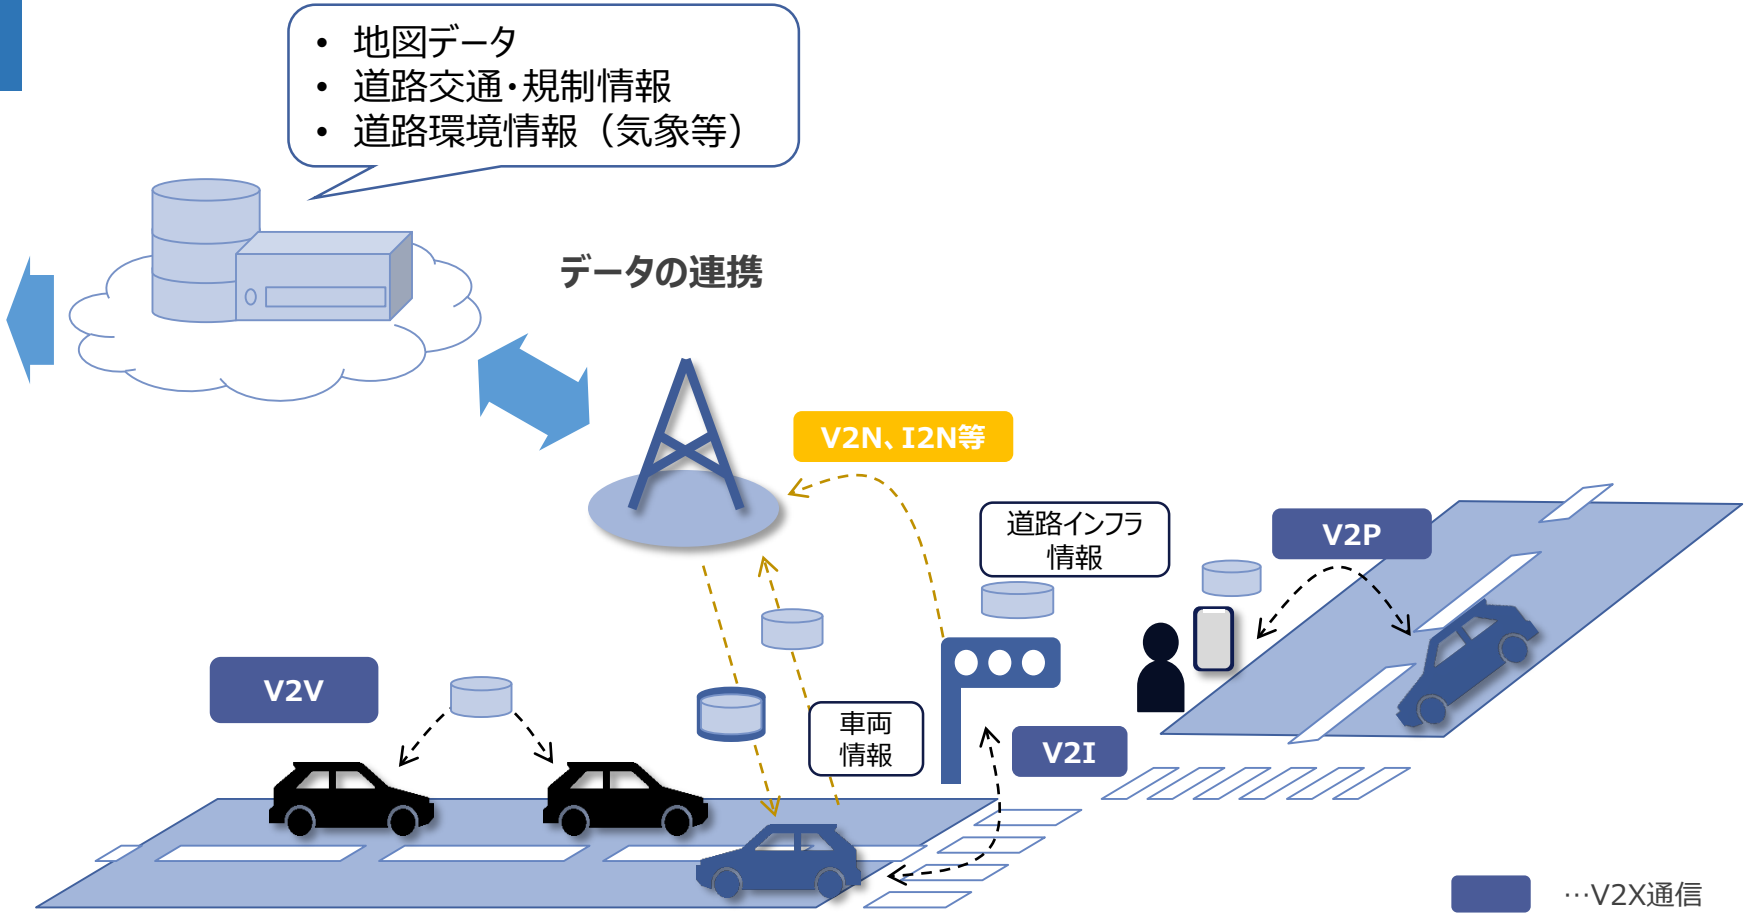 • 地図データ
• 道路交通・規制情報
• 道路環境情報（気象等）
データの連携
V2N、I2N等
道路インフラ
情報
V2P
V2V
車両
情報
V2I
…V2X通信